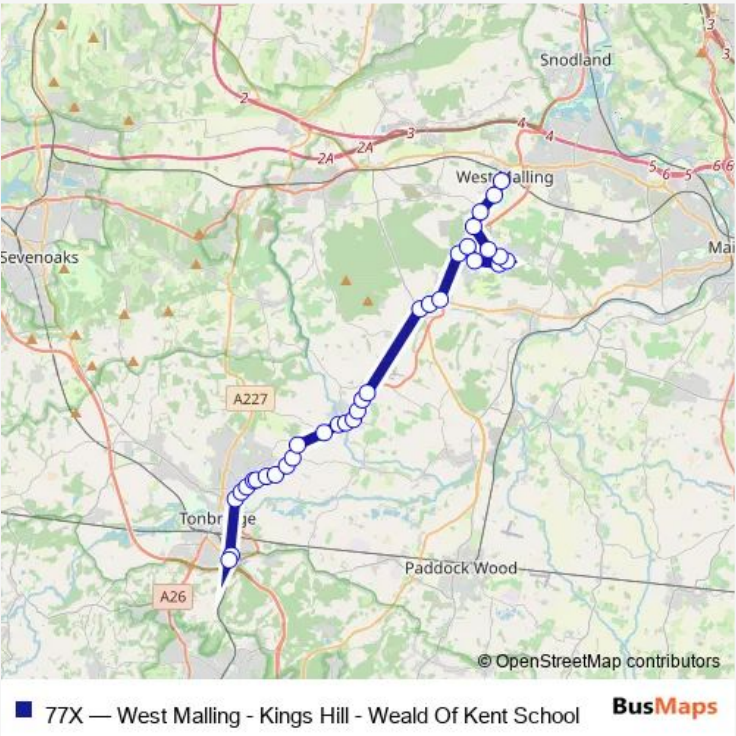 Snodland
3
3
2
4
3
4
2A
2A
5
6
5
6 6
West Malling
Sevenoaks
Mai
A227
Tonbridge
Paddock Wood
A26
© OpenStreetMap contributors
77X — West Malling - Kings Hill - Weald Of Kent School
BusMaps